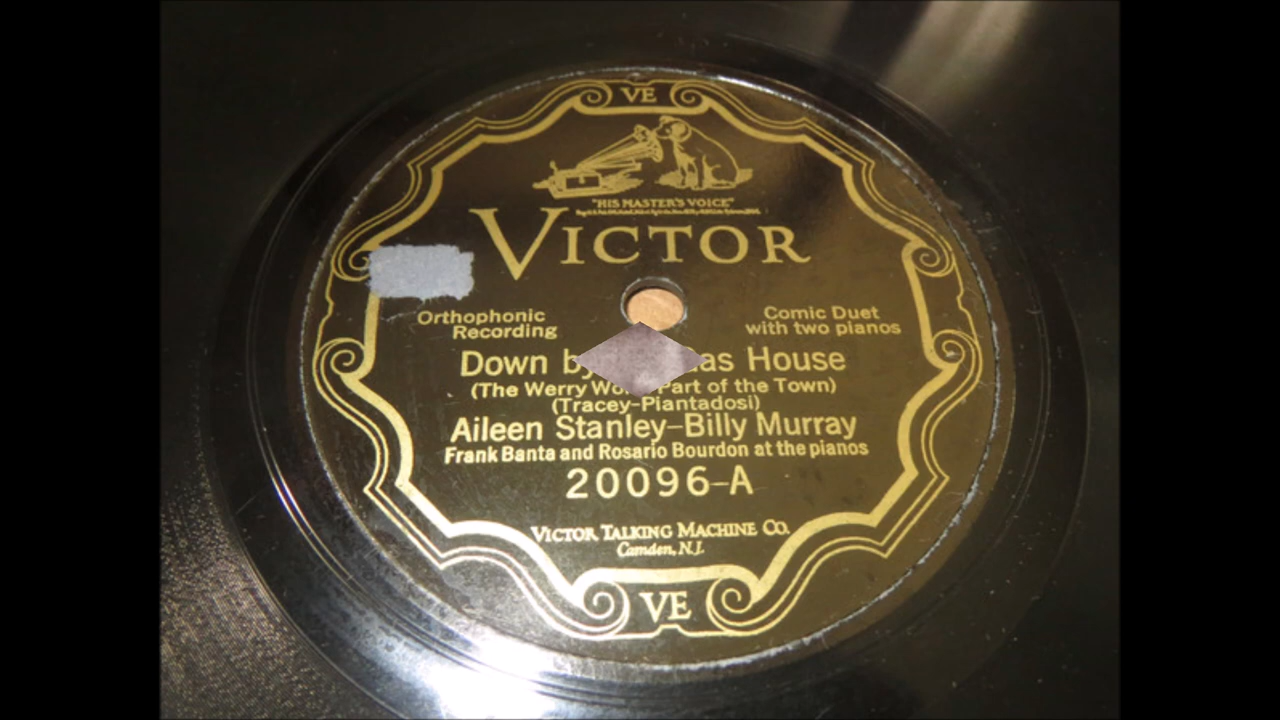 VE
"HIS MASTER'S VOICE"
VICTOR
Orthophonic
Recording
Comic Duet
with two pianos
Down by as House
(The Werry Part of the Town)
(Tracey-Piantadosi)
Aileen Stanley-Billy Murray
Frank Banta and Rosario Bourdon at the pianos
20096-A
VICTOR TALKING MACHINE CO.
Camden, N.J.
VE